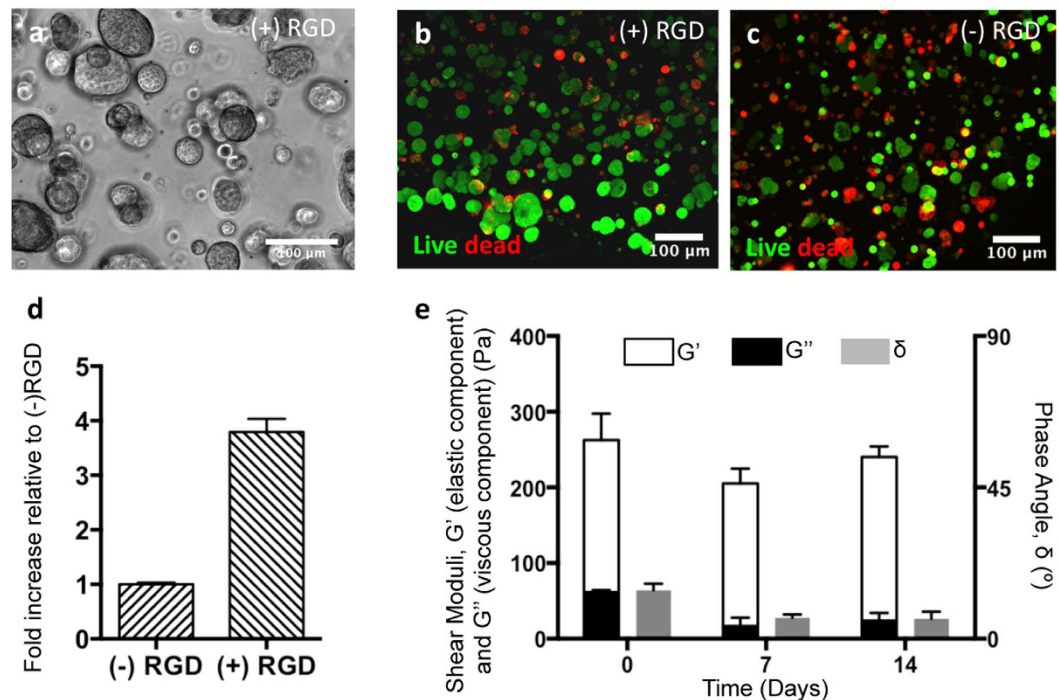 a
(+) RGD
100 µm
b
(+) RGD
Live dead
100 µm
c
(-) RGD
Live dead
100 µm
d
Fold increase relative to (-)RGD
5
4
3
2
1
0
(-) RGD
(+) RGD
e
Shear Moduli, G' (elastic component)
and G'' (viscous component) (Pa)
400
300
200
100
0
G'
G''
δ
90
45
0
Phase Angle, δ (º)
0
7
14
Time (Days)